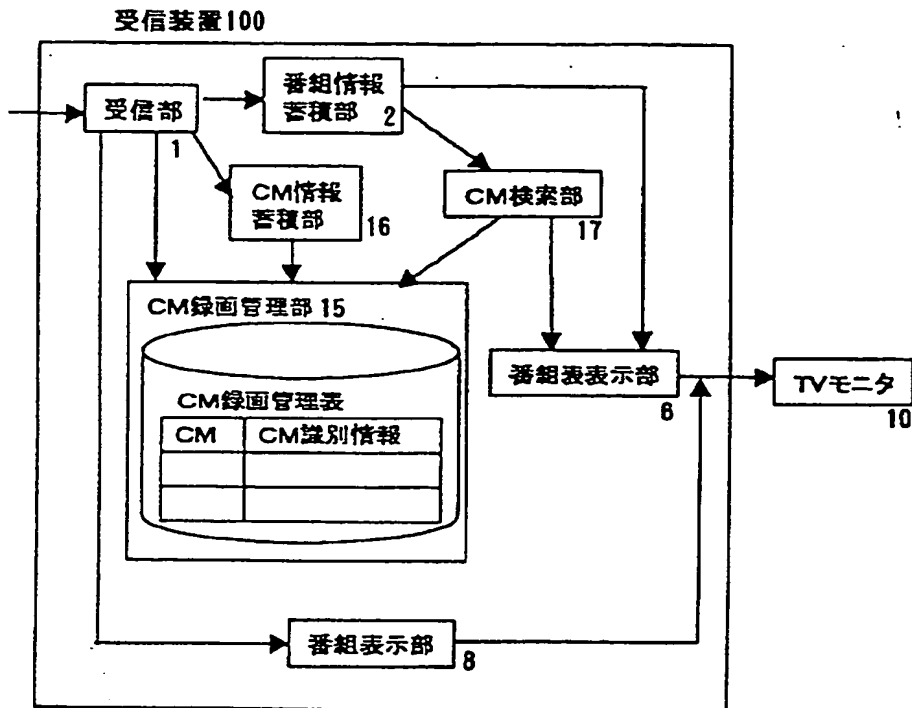 受信装置100
受信部
1
番組情報
蓄積部
2
CM情報
蓄積部
16
CM検索部
17
CM録画管理部 15
CM録画管理表
CM
CM識別情報
番組表表示部
6
TVモニタ
10
番組表示部
8